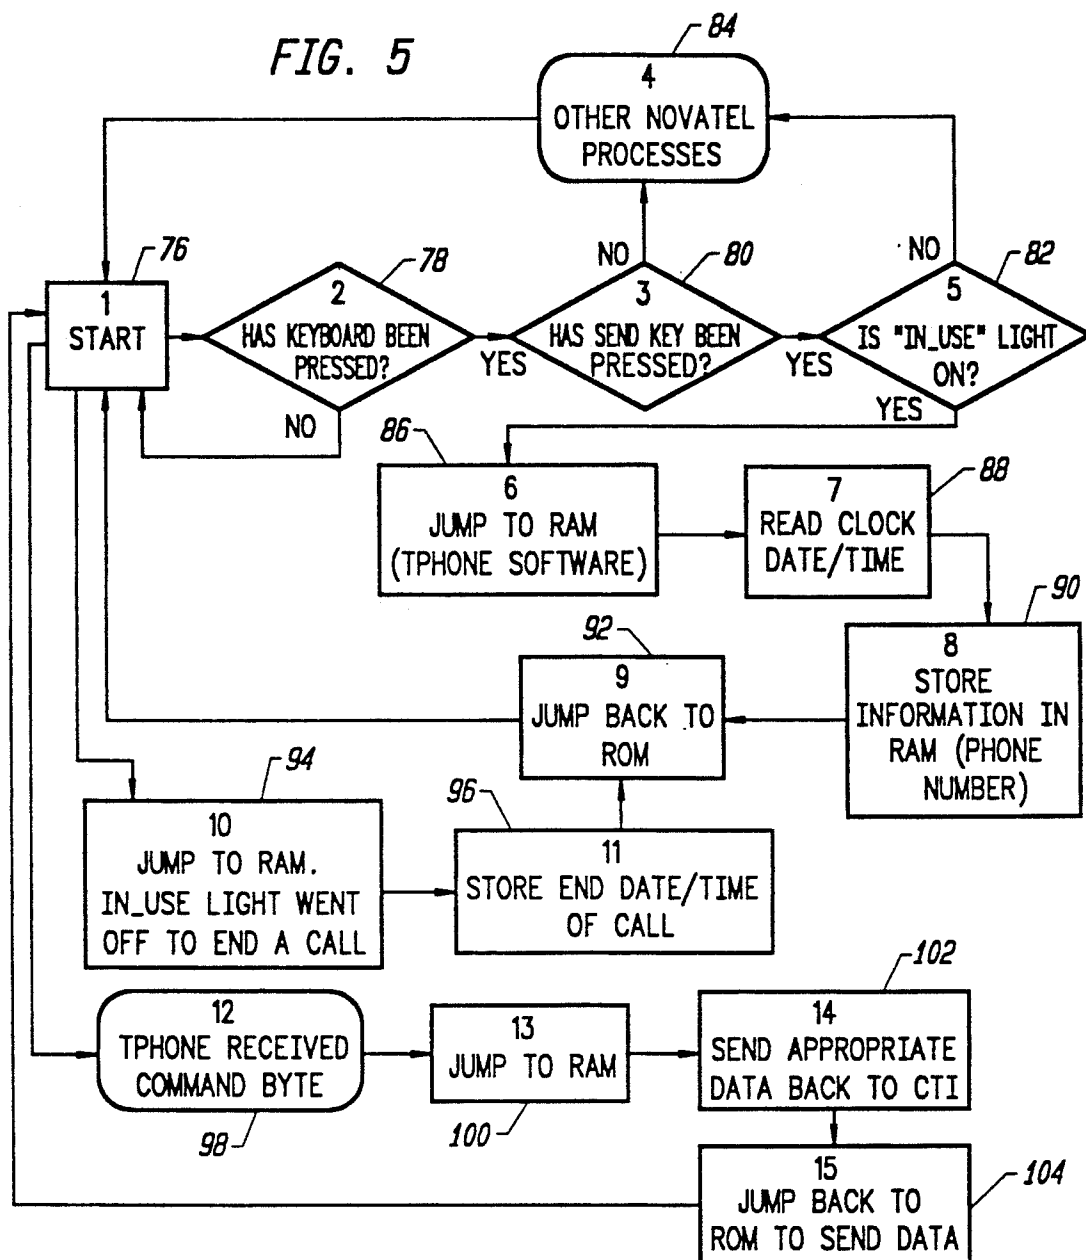 FIG. 5
84
4
OTHER NOVATEL
PROCESSES
76
1
START
78
2
HAS KEYBOARD BEEN
PRESSED?
YES
NO
NO
80
3
HAS SEND KEY BEEN
PRESSED?
YES
NO
82
5
IS "IN_USE" LIGHT
ON?
YES
86
6
JUMP TO RAM
(TPHONE SOFTWARE)
88
7
READ CLOCK
DATE/TIME
90
8
STORE
INFORMATION IN
RAM (PHONE
NUMBER)
92
9
JUMP BACK TO
ROM
94
10
JUMP TO RAM.
IN_USE LIGHT WENT
OFF TO END A CALL
96
11
STORE END DATE/TIME
OF CALL
12
TPHONE RECEIVED
COMMAND BYTE
98
13
JUMP TO RAM
100
102
14
SEND APPROPRIATE
DATA BACK TO CTI
15
JUMP BACK TO
ROM TO SEND DATA
104